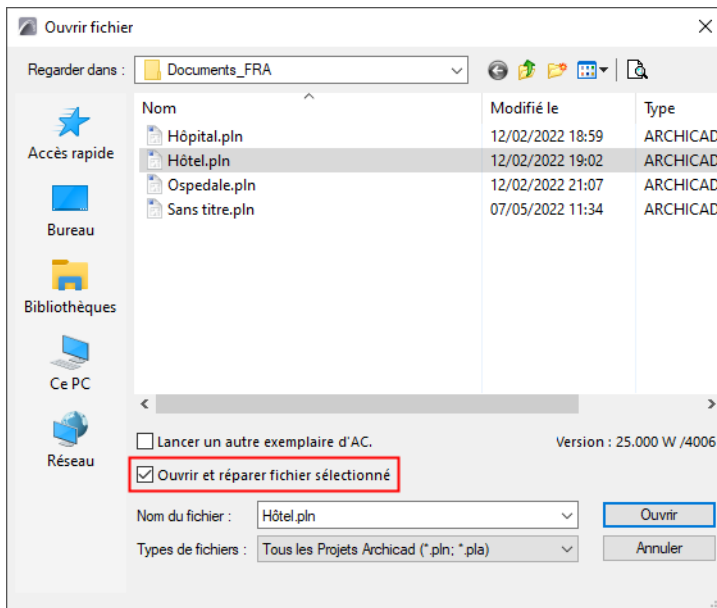 Ouvrir fichier
Regarder dans : Documents_FRA
Nom Modifié le Type
Hôpital.pln 12/02/2022 18:59 ARCHICAD
Hôtel.pln 12/02/2022 19:02 ARCHICAD
Ospedale.pln 12/02/2022 21:07 ARCHICAD
Sans titre.pln 07/05/2022 11:34 ARCHICAD
Accès rapide
Bureau
Bibliothèques
Ce PC
Réseau
Lancer un autre exemplaire d'AC. Version : 25.000 W /4006
Ouvrir et réparer fichier sélectionné
Nom du fichier : Hôtel.pln Ouvrir
Types de fichiers : Tous les Projets Archicad (*.pln; *.pla) Annuler